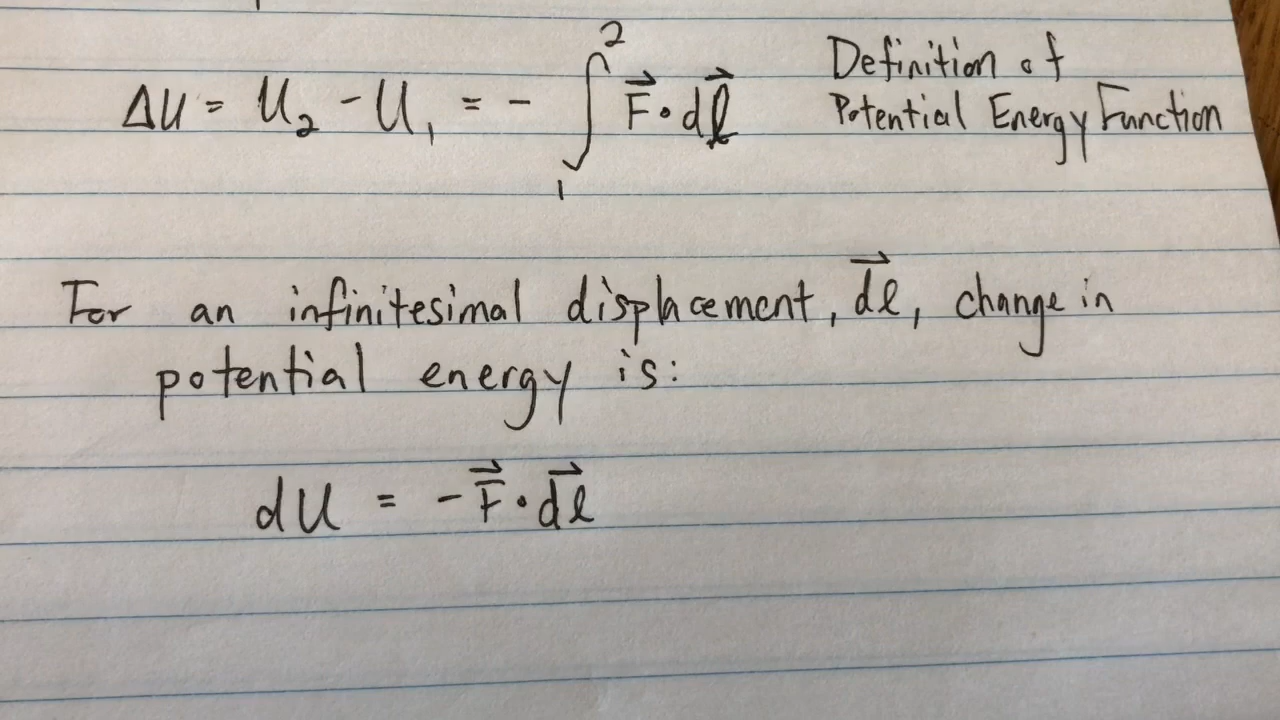 ΔU = U₂ - U₁ = - ∫₁² F⃗ • dl⃗
Definition of
Potential Energy Function
For an infinitesimal displacement, dl⃗, change in
potential energy is:
dU = -F⃗ • dl⃗